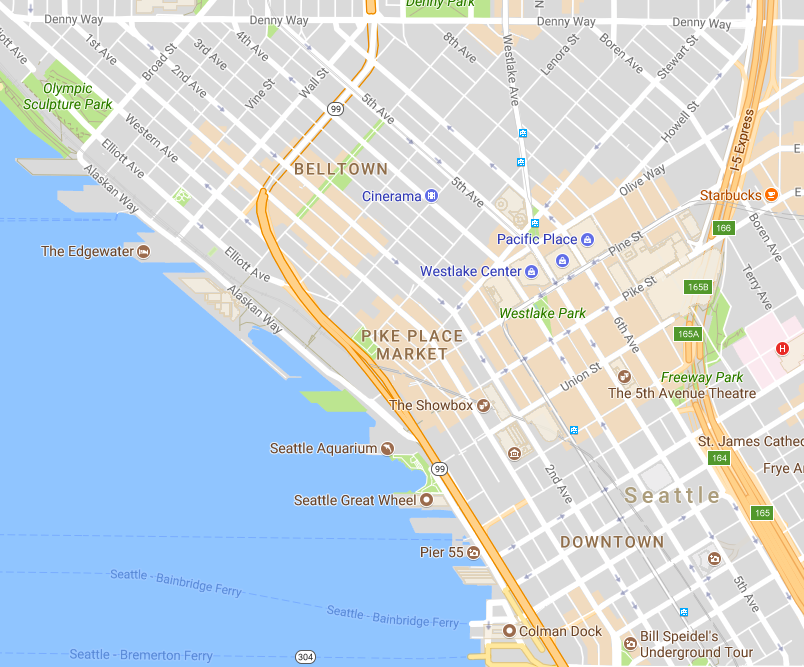 Denny Park
Denny Way
Denny Way
Denny Way
Denny Way
1st Ave
Broad St
3rd Ave
4th Ave
2nd Ave
8th Ave
Westlake Ave
N
Lenora St
Boren Ave
Stewart St
Olympic
Sculpture Park
Vine St
Wall St
99
5th Ave
Howell St
I-5 Express
Western Ave
Elliott Ave
Alaskan Way
BELLTOWN
Cinerama
5th Ave
Olive Way
E
E
Starbucks
166
Boren Ave
The Edgewater
Elliott Ave
Pacific Place
Pine St
Westlake Center
Pike St
165B
Terry Ave
Alaskan Way
Westlake Park
6th Ave
165A
PIKE PLACE
MARKET
H
Union St
Freeway Park
The 5th Avenue Theatre
The Showbox
Seattle Aquarium
St. James Cathed
99
2nd Ave
164
Frye A
Seattle Great Wheel
Seattle
165
Pier 55
DOWNTOWN
Seattle - Bainbridge Ferry
5th Ave
Seattle - Bainbridge Ferry
Colman Dock
Bill Speidel's
Underground Tour
Seattle - Bremerton Ferry
304